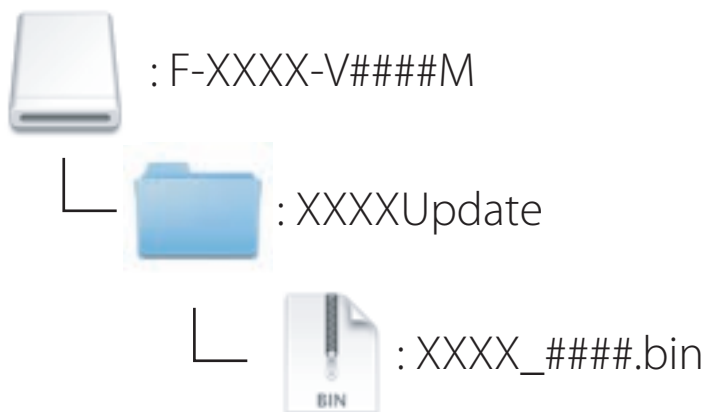 : F-XXXX-V####M
: XXXXUpdate
: XXXX_####.bin
BIN